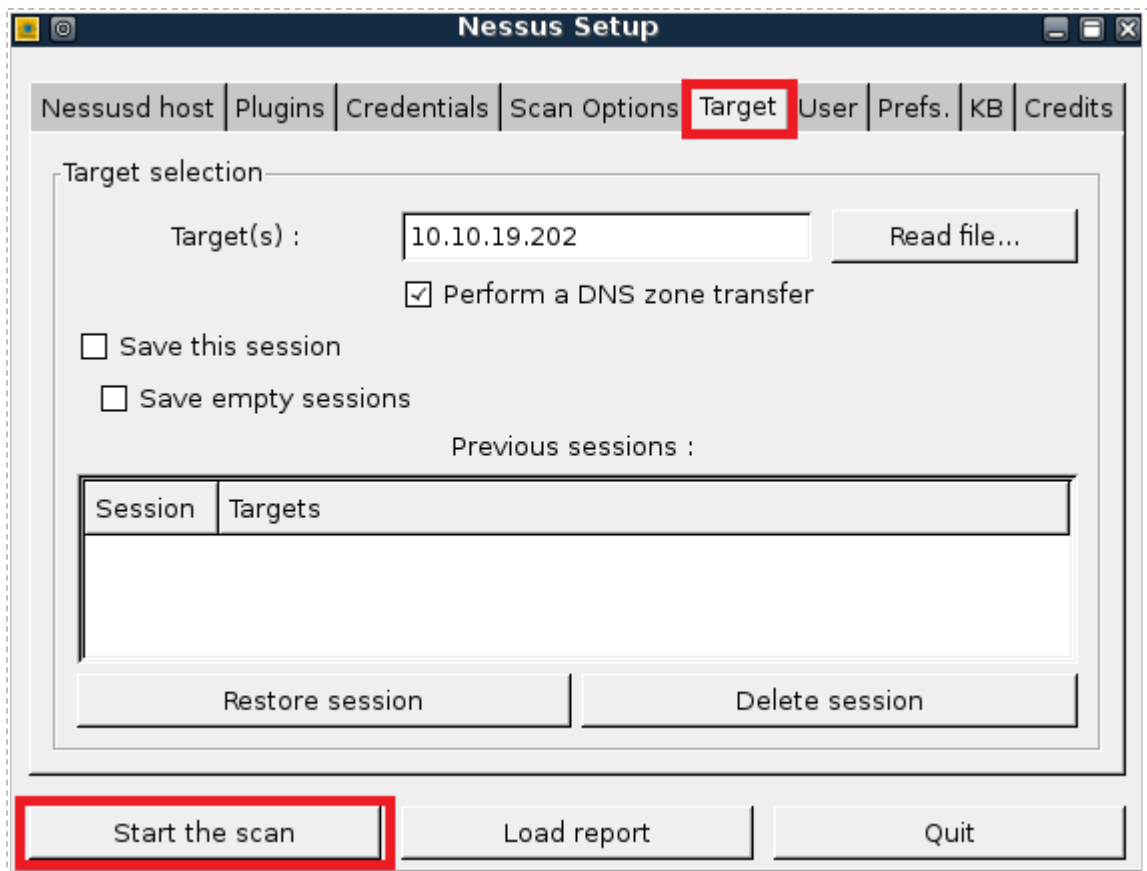 Nessus Setup
Nessusd host Plugins Credentials Scan Options Target User Prefs. KB Credits
Target selection
Target(s) : 10.10.19.202 Read file...
Perform a DNS zone transfer
Save this session
Save empty sessions
Previous sessions :
Session Targets
Restore session Delete session
Start the scan Load report Quit